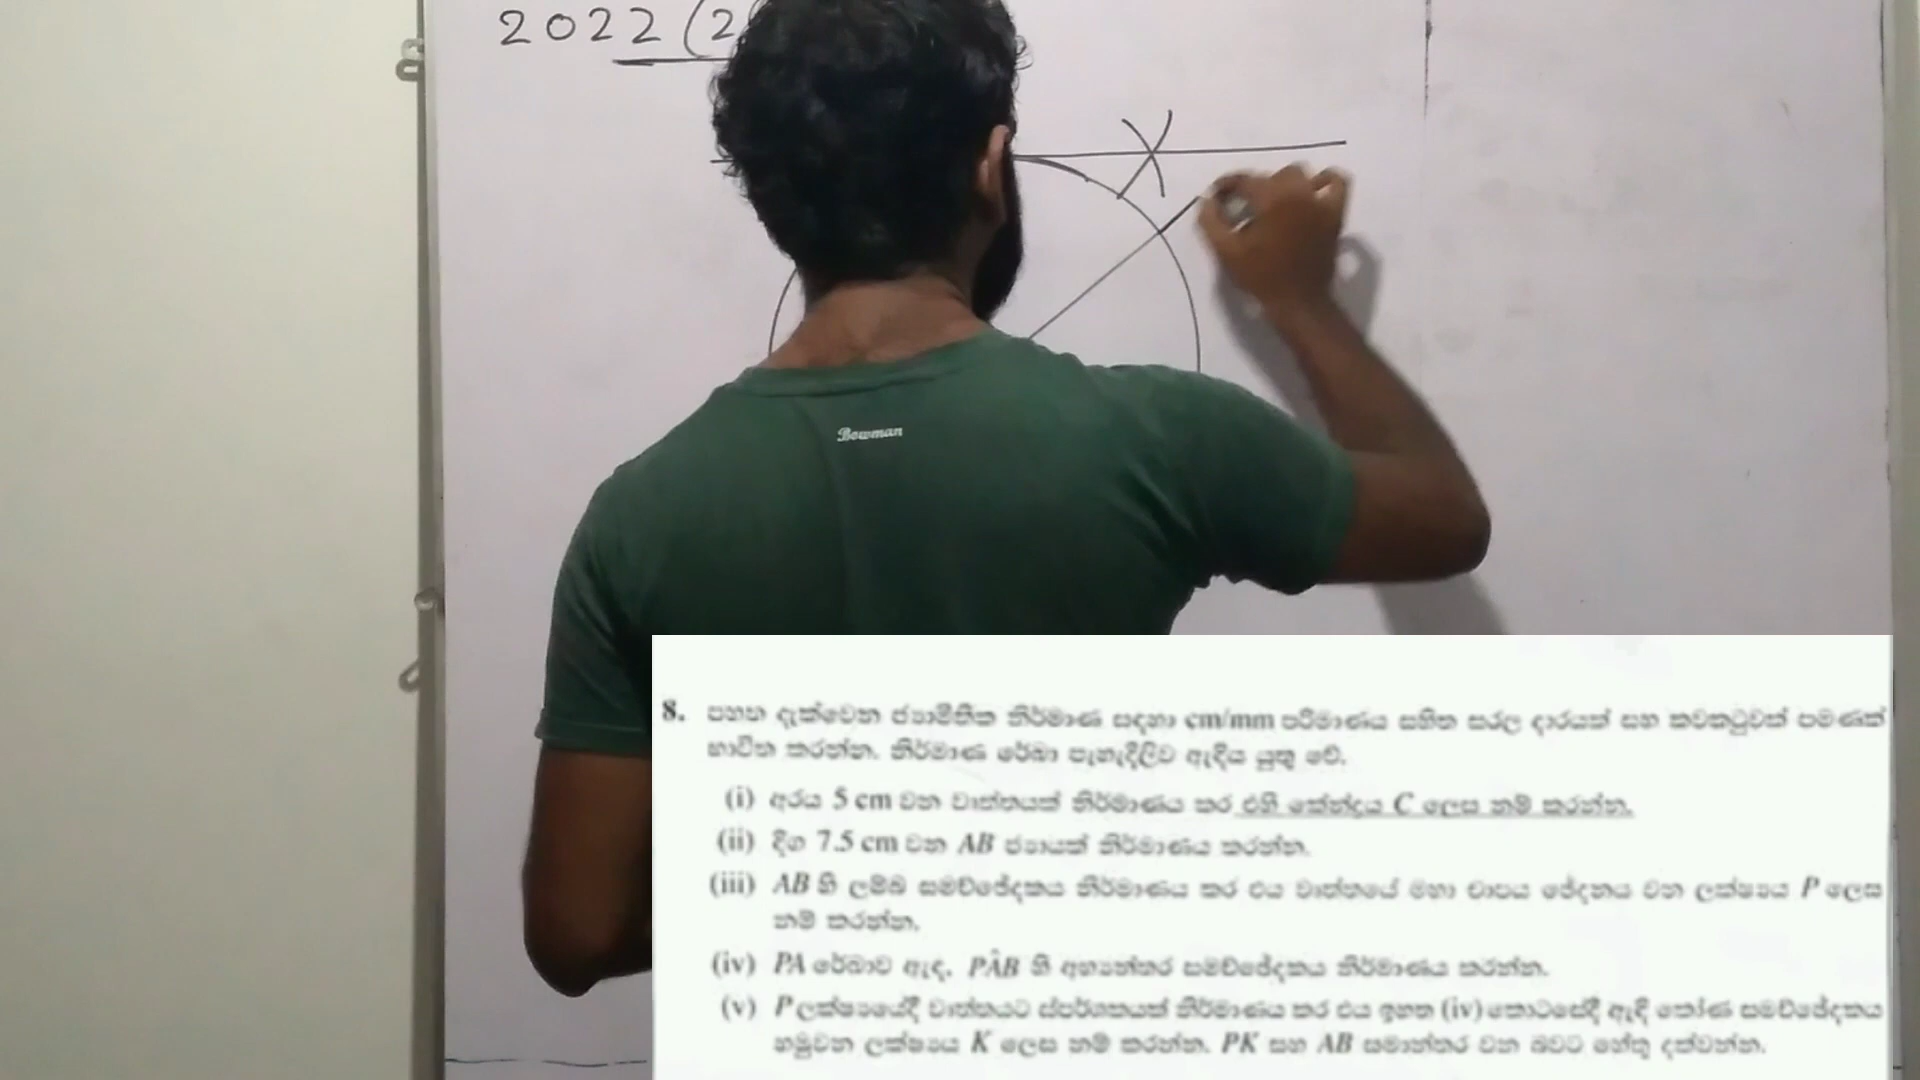 2022 (2
Bowman
8. පහත දැක්වෙන ජ්‍යාමිතික නිර්මාණ සඳහා cm/mm පරිමාණය සහිත සරල දාරයක් සහ කවකටුවක් පමණක්
භාවිත කරන්න. නිර්මාණ රේඛා පැහැදිලිව ඇඳිය යුතු වේ.
(i) අරය 5 cm වන වෘත්තයක් නිර්මාණය කර එහි කේන්ද්‍රය C ලෙස නම් කරන්න.
(ii) දිග 7.5 cm වන AB ජ්‍යායක් නිර්මාණය කරන්න.
(iii) AB හි ලම්බ සමච්ඡේදකය නිර්මාණය කර එය වෘත්තයේ මහා චාපය ඡේදනය වන ලක්ෂ්‍යය P ලෙස
නම් කරන්න.
(iv) PA රේඛාව ඇඳ, PÂB හි අභ්‍යන්තර සමච්ඡේදකය නිර්මාණය කරන්න.
(v) P ලක්ෂ්‍යයේදී වෘත්තයට ස්පර්ශකයක් නිර්මාණය කර එය ඉහත (iv) කොටසේදී ඇඳි කෝණ සමච්ඡේදකය
හමුවන ලක්ෂ්‍යය K ලෙස නම් කරන්න. PK සහ AB සමාන්තර වන බවට හේතු දක්වන්න.